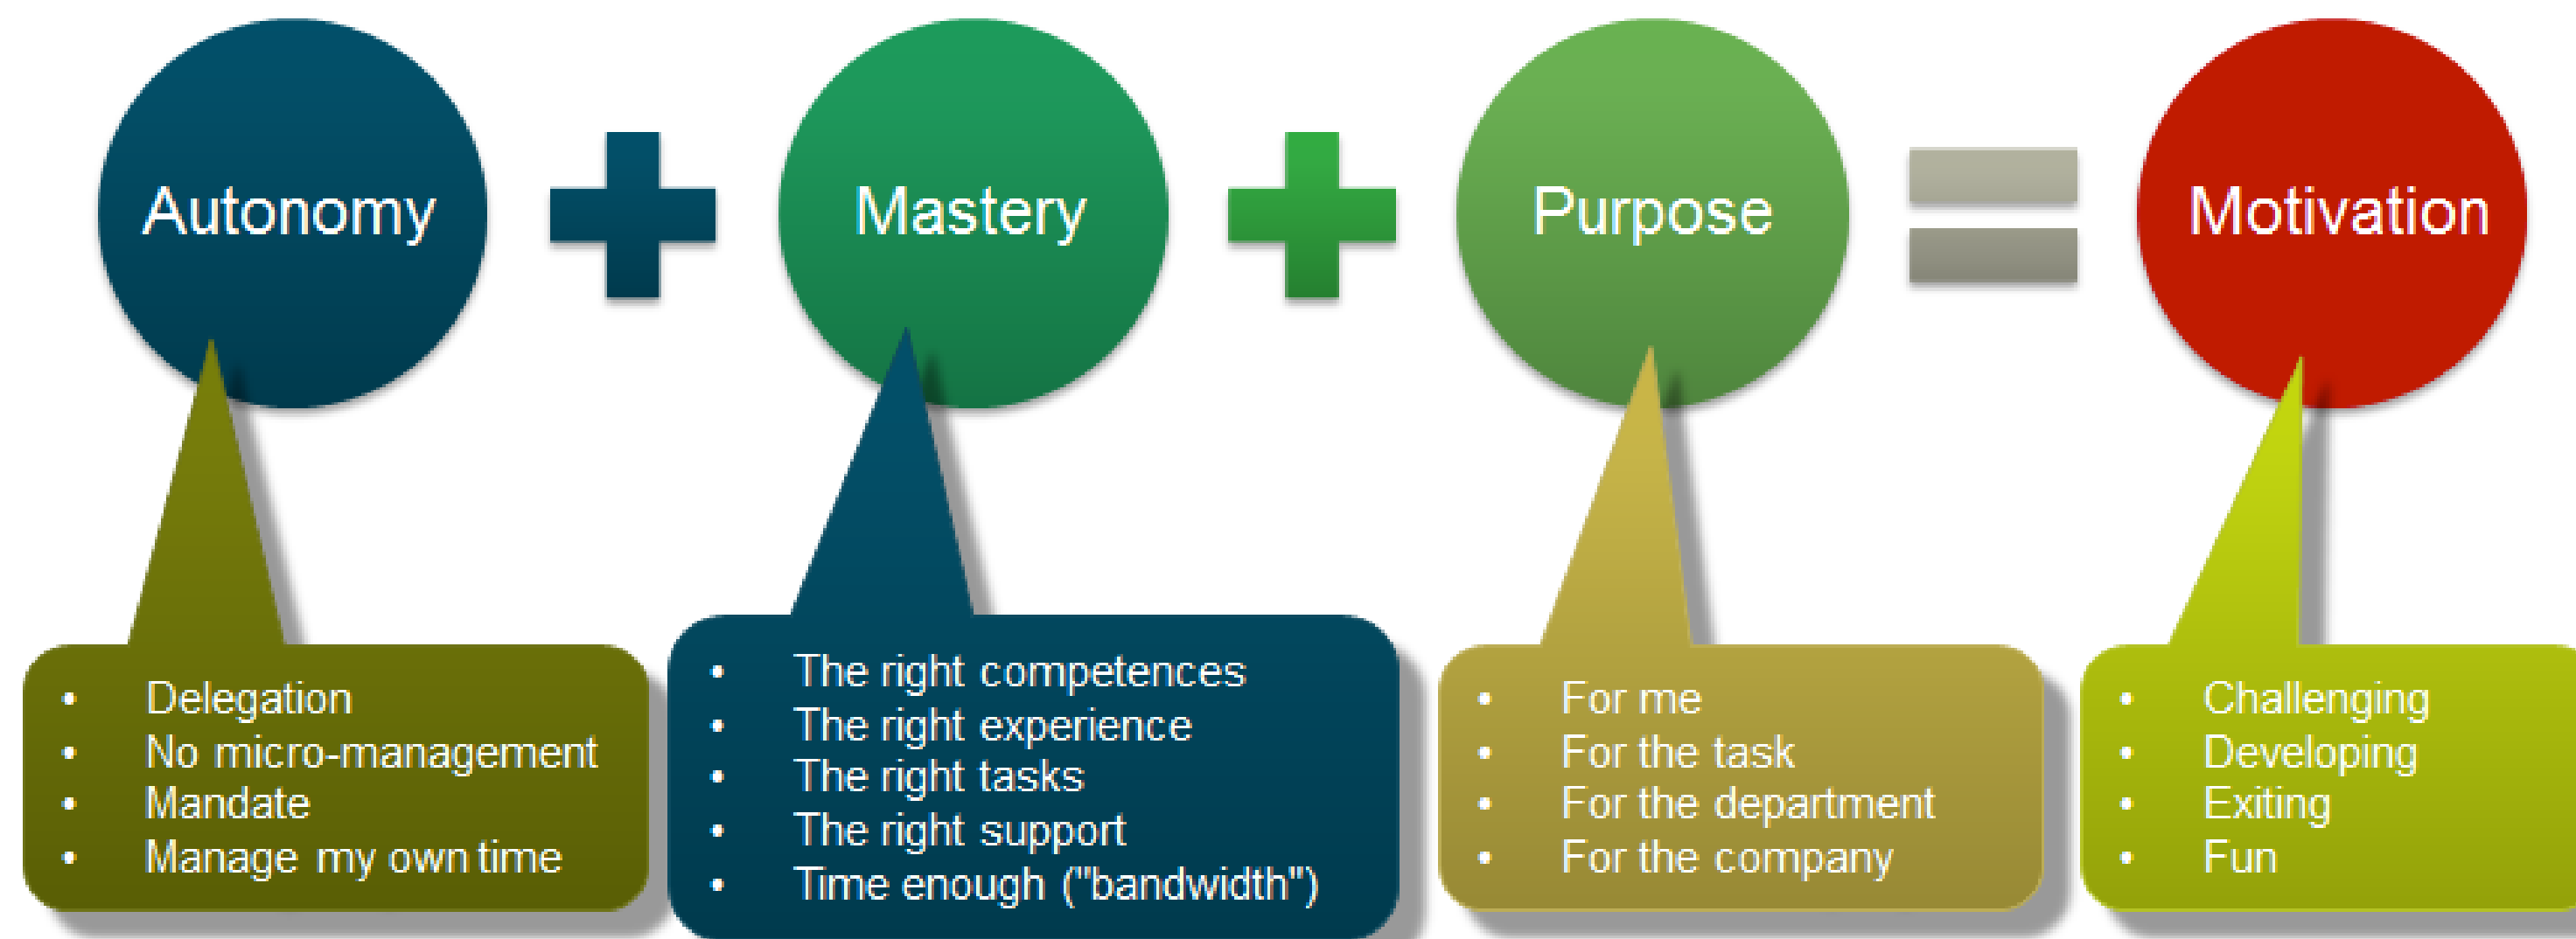 Autonomy
Mastery
Purpose
Motivation
• Delegation
• No micro-management
• Mandate
• Manage my own time
• The right competences
• The right experience
• The right tasks
• The right support
• Time enough ("bandwidth")
• For me
• For the task
• For the department
• For the company
• Challenging
• Developing
• Exiting
• Fun